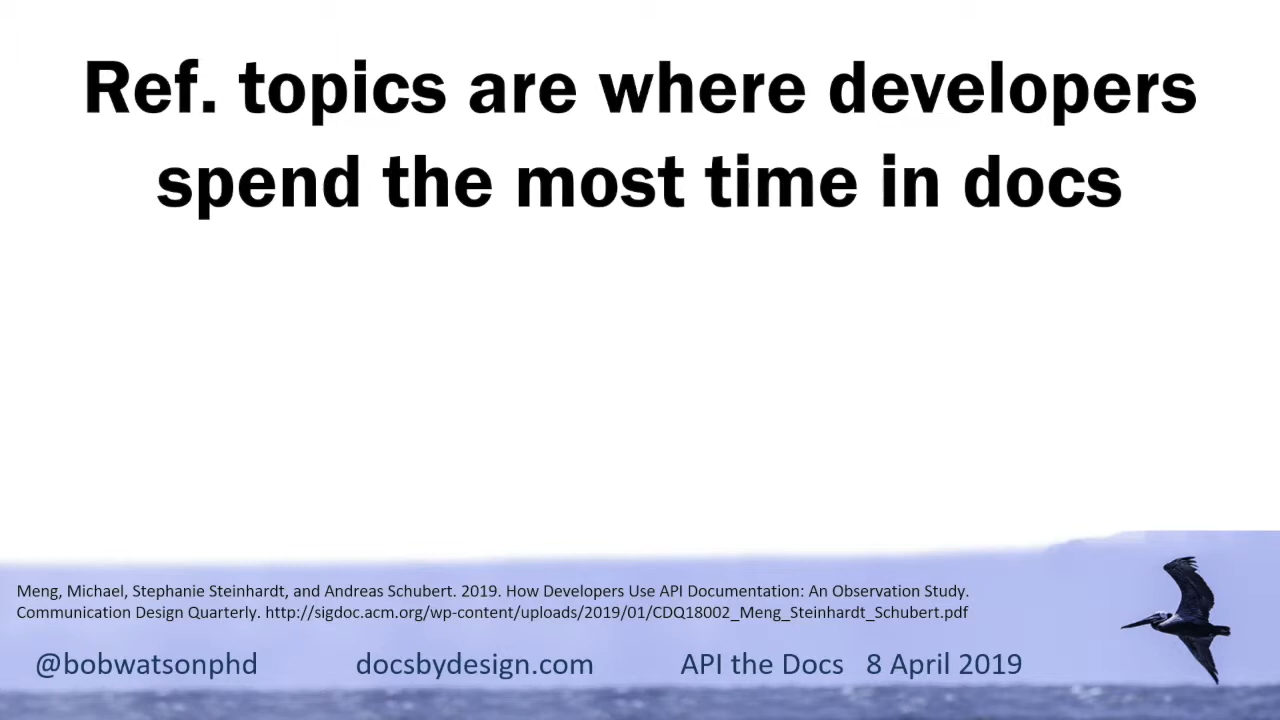 Ref. topics are where developers
spend the most time in docs
Meng, Michael, Stephanie Steinhardt, and Andreas Schubert. 2019. How Developers Use API Documentation: An Observation Study.
Communication Design Quarterly. http://sigdoc.acm.org/wp-content/uploads/2019/01/CDQ18002_Meng_Steinhardt_Schubert.pdf
@bobwatsonphd docsbydesign.com API the Docs 8 April 2019